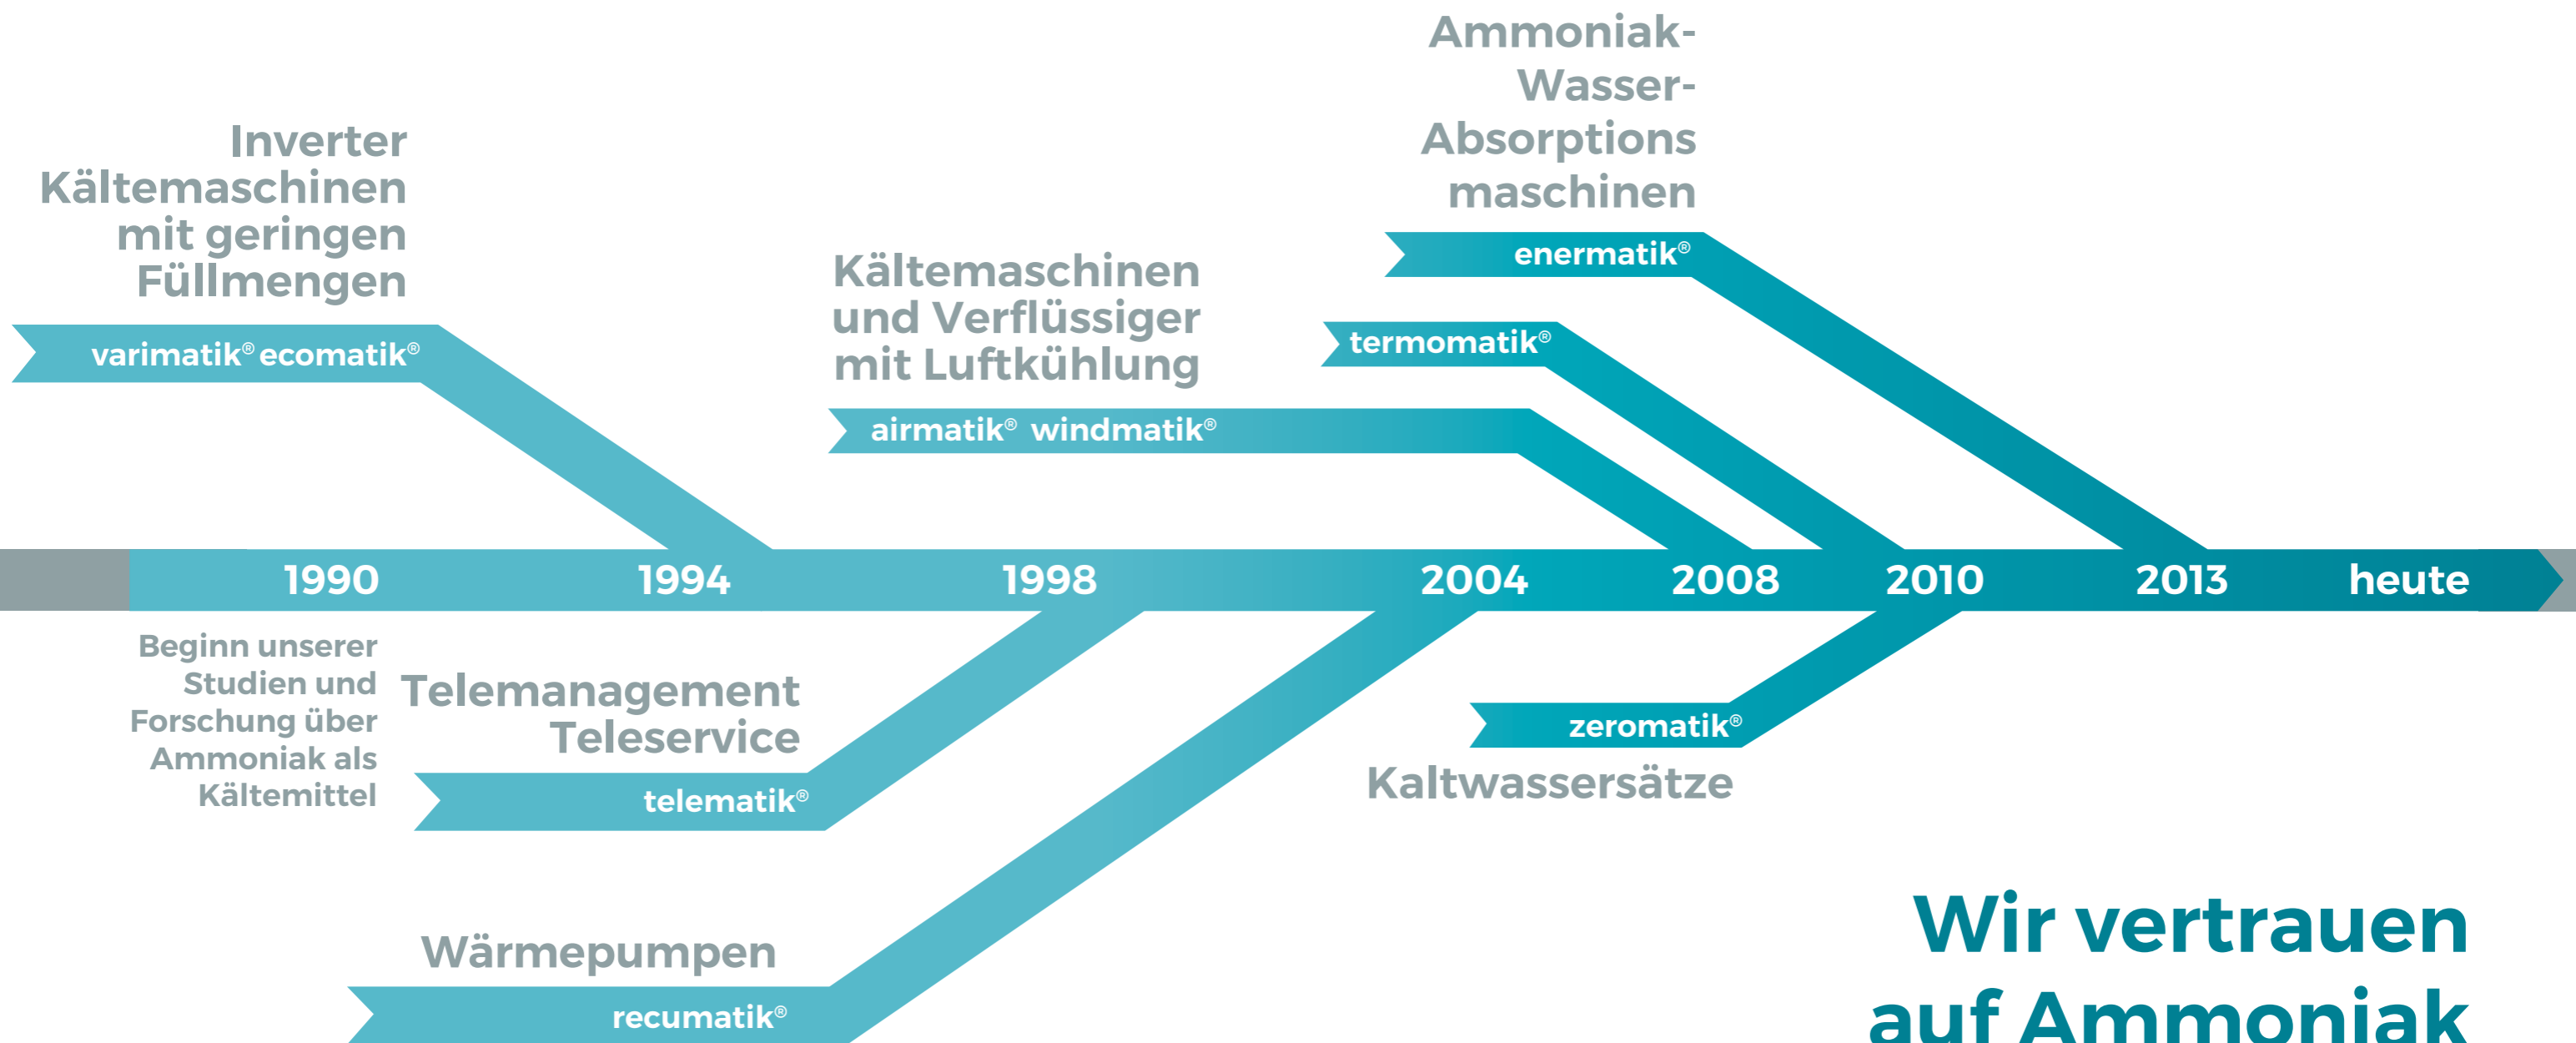 Inverter
Kältemaschinen
mit geringen
Füllmengen
varimatik® ecomatik®
Kältemaschinen
und Verflüssiger
mit Luftkühlung
airmatik® windmatik®
Ammoniak-
Wasser-
Absorptions
maschinen
enermatik®
termomatik®
1990 1994 1998 2004 2008 2010 2013 heute
Beginn unserer
Studien und
Forschung über
Ammoniak als
Kältemittel
Telemanagement
Teleservice
telematik®
Wärmepumpen
recumatik®
zeromatik®
Kaltwassersätze
Wir vertrauen
auf Ammoniak